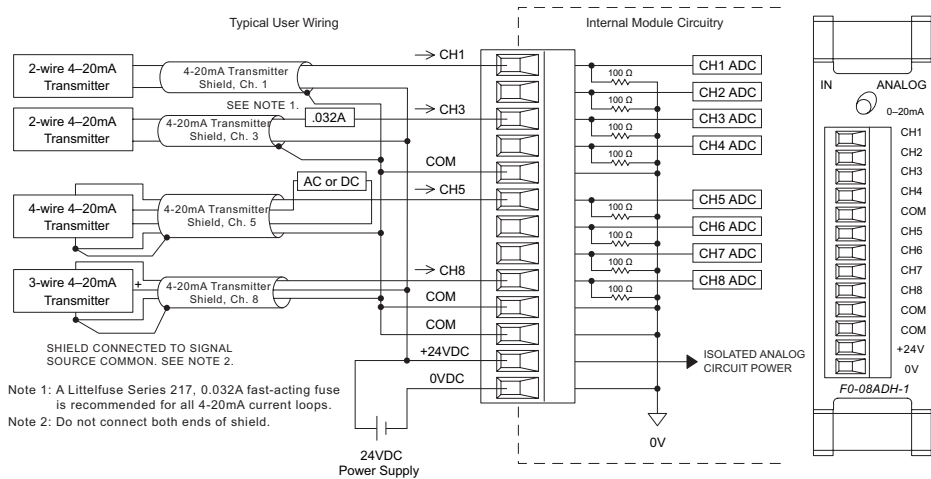 Typical User Wiring
Internal Module Circuitry
2-wire 4–20mA
Transmitter
4-20mA Transmitter
Shield, Ch. 1
CH1
SEE NOTE 1.
2-wire 4–20mA
Transmitter
4-20mA Transmitter
Shield, Ch. 3
.032A
CH3
COM
AC or DC
4-wire 4–20mA
Transmitter
4-20mA Transmitter
Shield, Ch. 5
CH5
3-wire 4–20mA
Transmitter
+
4-20mA Transmitter
Shield, Ch. 8
CH8
COM
COM
+24VDC
0VDC
SHIELD CONNECTED TO SIGNAL
SOURCE COMMON. SEE NOTE 2.
Note 1: A Littelfuse Series 217, 0.032A fast-acting fuse
is recommended for all 4-20mA current loops.
Note 2: Do not connect both ends of shield.
24VDC
Power Supply
100 Ω
CH1 ADC
100 Ω
CH2 ADC
100 Ω
CH3 ADC
100 Ω
CH4 ADC
100 Ω
CH5 ADC
100 Ω
CH6 ADC
100 Ω
CH7 ADC
100 Ω
CH8 ADC
ISOLATED ANALOG
CIRCUIT POWER
0V
IN
ANALOG
0–20mA
CH1
CH2
CH3
CH4
COM
CH5
CH6
CH7
CH8
COM
COM
+24V
0V
F0-08ADH-1